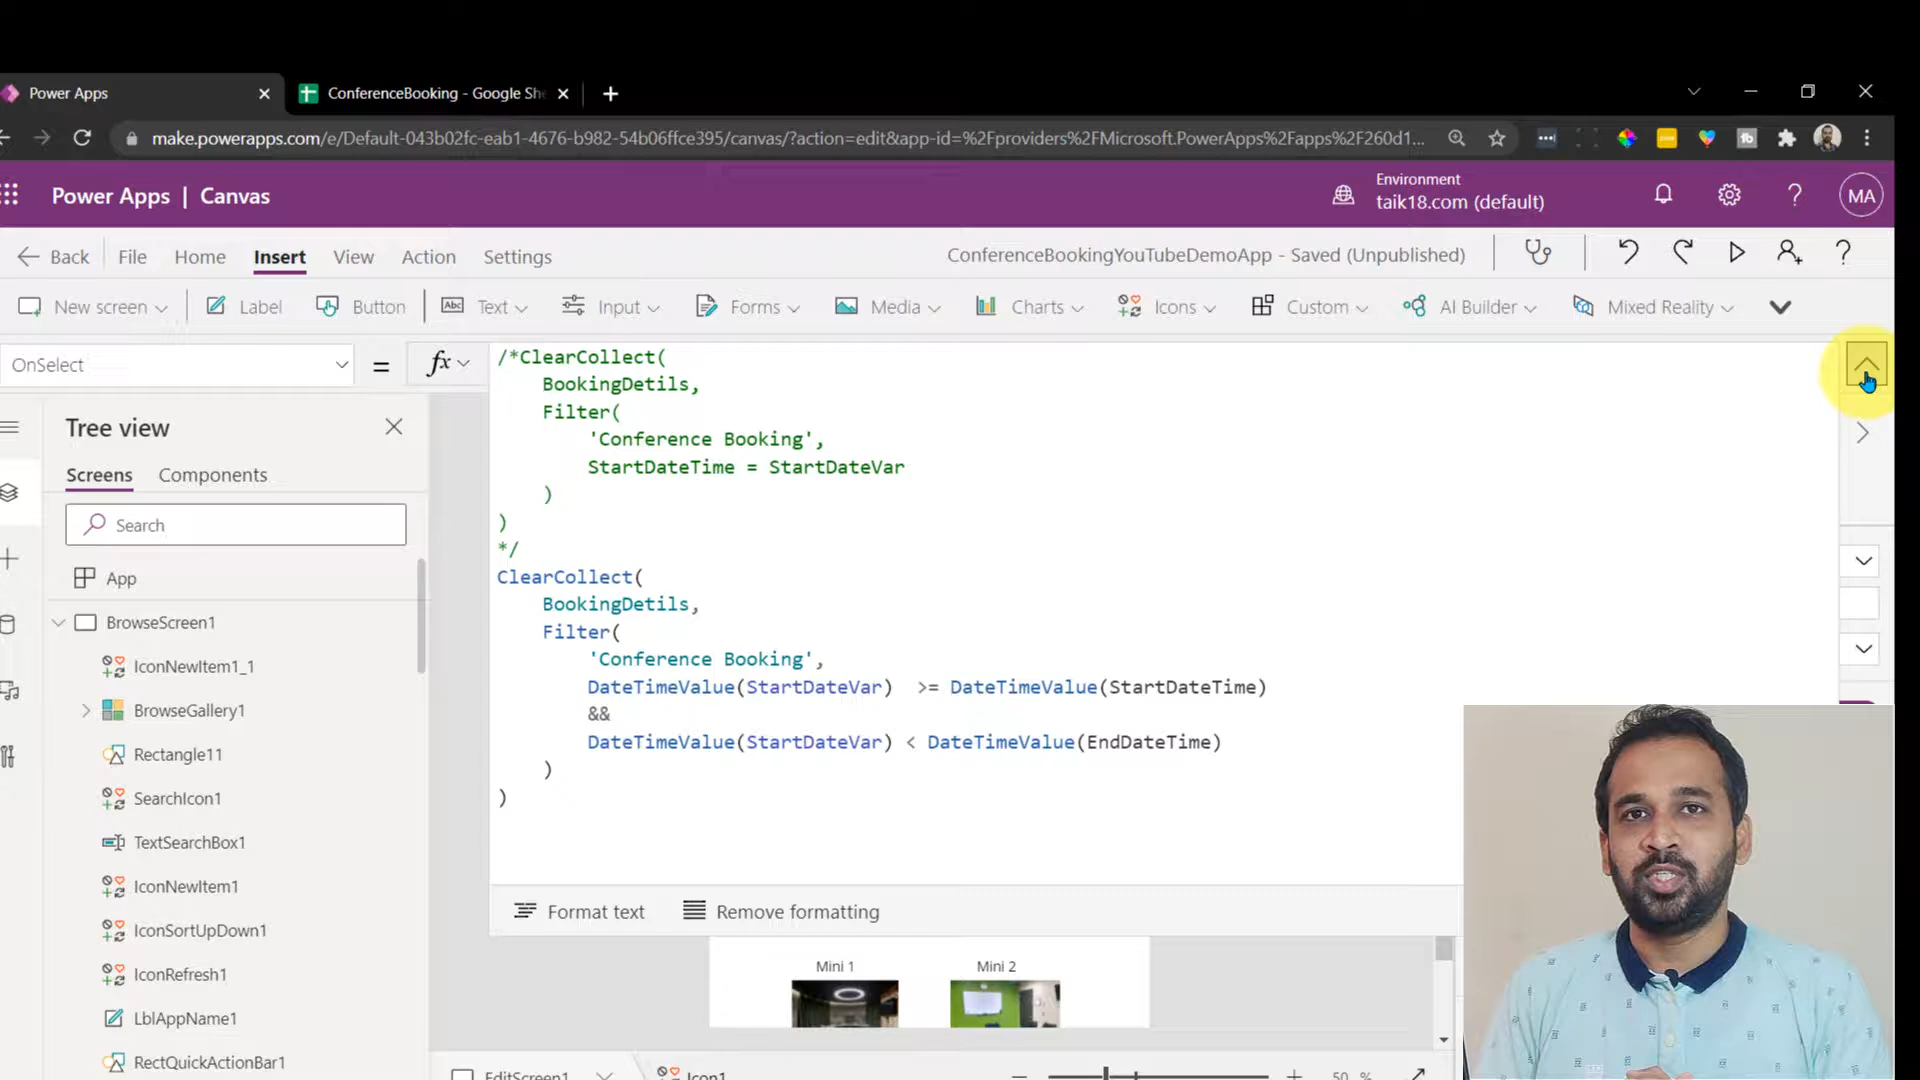 Power Apps
ConferenceBooking - Google She
make.powerapps.com/e/Default-043b02fc-eab1-4676-b982-54b06ffce395/canvas/?action=edit&app-id=%2Fproviders%2FMicrosoft.PowerApps%2Fapps%2F260d1...
Power Apps | Canvas
Environment
taik18.com (default)
MA
Back File Home Insert View Action Settings
ConferenceBookingYouTubeDemoApp - Saved (Unpublished)
New screen Label Button Text Input Forms Media Charts Icons Custom AI Builder Mixed Reality
OnSelect = fx
/*ClearCollect(
BookingDetils,
Filter(
'Conference Booking',
StartDateTime = StartDateVar
)
)
*/
ClearCollect(
BookingDetils,
Filter(
'Conference Booking',
DateTimeValue(StartDateVar) >= DateTimeValue(StartDateTime)
&&
DateTimeValue(StartDateVar) < DateTimeValue(EndDateTime)
)
)
Format text Remove formatting
Tree view
Screens Components
Search
App
BrowseScreen1
IconNewItem1_1
BrowseGallery1
Rectangle11
SearchIcon1
TextSearchBox1
IconNewItem1
IconSortUpDown1
IconRefresh1
LblAppName1
RectQuickActionBar1
Mini 1 Mini 2
EditScreen1 Icon1 50 %